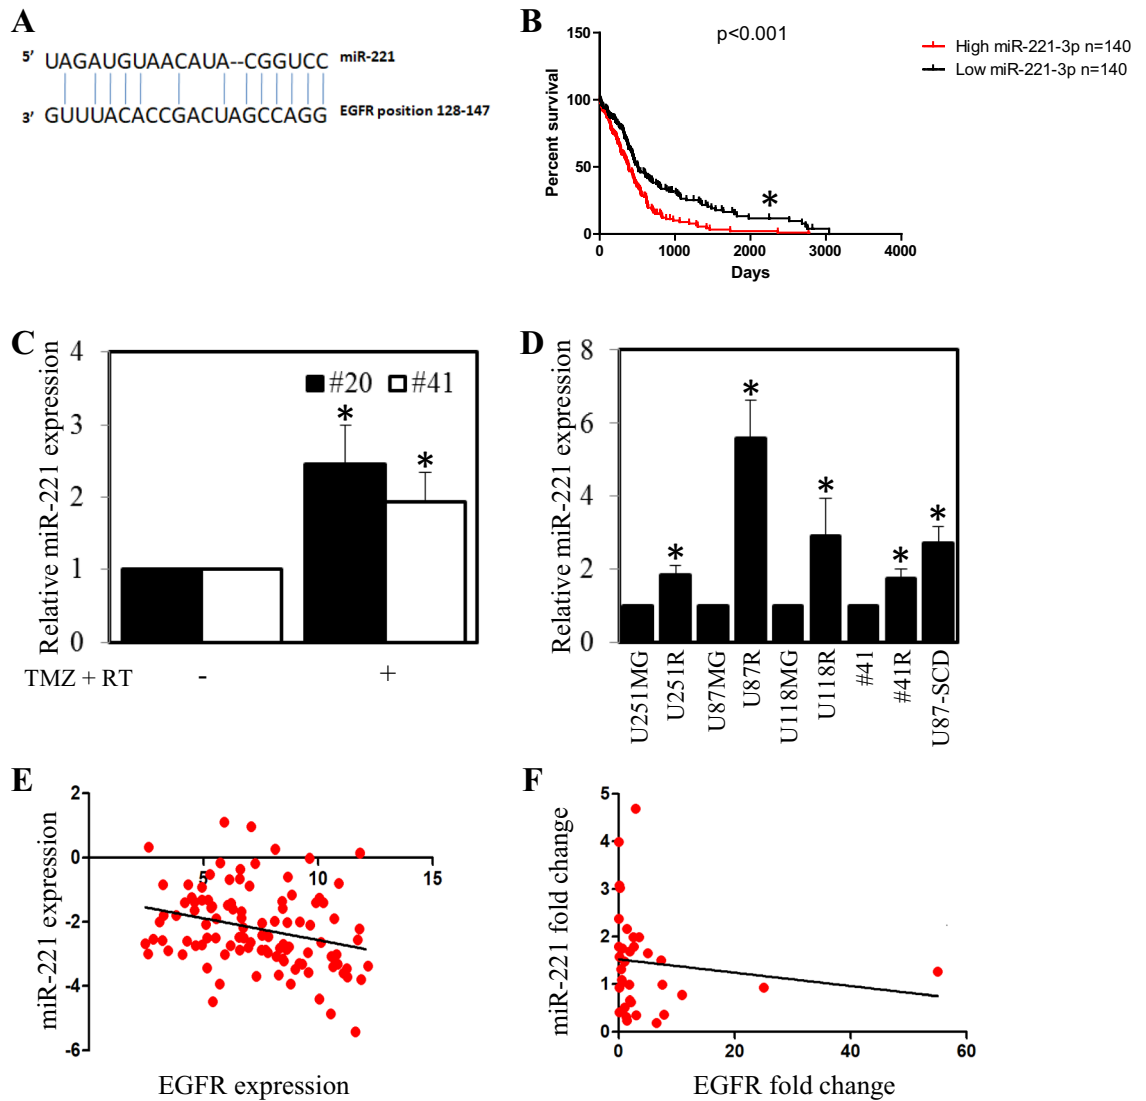 A
5' UAGAUGUAACAUA--CGGUCC miR-221
3' GUUUACACCGACUAGCCAGG EGFR position 128-147
B
p<0.001
High miR-221-3p n=140
Low miR-221-3p n=140
Percent survival
150
100
50
0
*
0 1000 2000 3000 4000
Days
C
Relative miR-221 expression
4
3
2
1
0
#20 #41
* *
TMZ + RT - +
D
Relative miR-221 expression
8
6
4
2
0
* * * * *
U251MG
U251R
U87MG
U87R
U118MG
U118R
#41
#41R
U87-SCD
E
miR-221 expression
2
0
-2
-4
-6
5 10 15
EGFR expression
F
miR-221 fold change
5
4
3
2
1
0
0 20 40 60
EGFR fold change